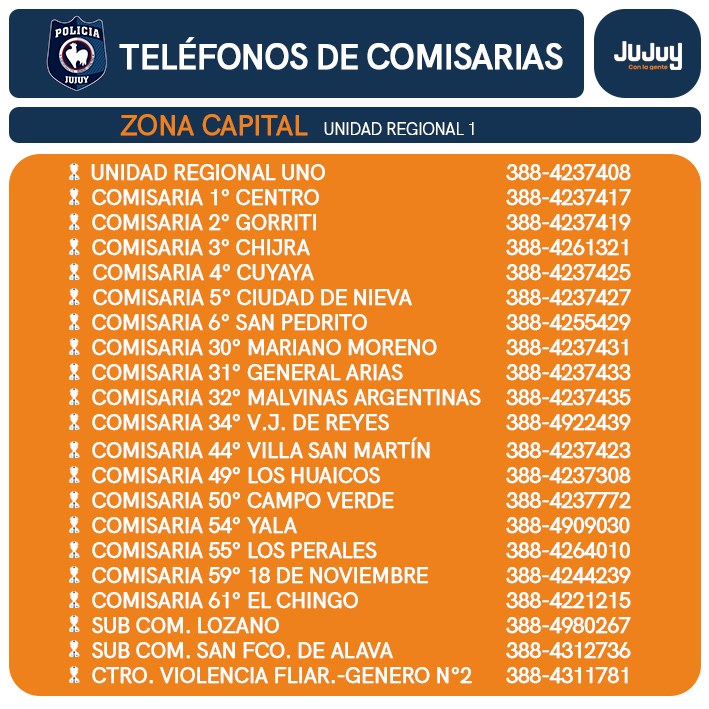 POLICIA
JUJUY
TELÉFONOS DE COMISARIAS
JuJuy
Con la gente
ZONA CAPITAL UNIDAD REGIONAL 1
UNIDAD REGIONAL UNO 388-4237408
COMISARIA 1° CENTRO 388-4237417
COMISARIA 2° GORRITI 388-4237419
COMISARIA 3° CHIJRA 388-4261321
COMISARIA 4° CUYAYA 388-4237425
COMISARIA 5° CIUDAD DE NIEVA 388-4237427
COMISARIA 6° SAN PEDRITO 388-4255429
COMISARIA 30° MARIANO MORENO 388-4237431
COMISARIA 31° GENERAL ARIAS 388-4237433
COMISARIA 32° MALVINAS ARGENTINAS 388-4237435
COMISARIA 34° V.J. DE REYES 388-4922439
COMISARIA 44° VILLA SAN MARTÍN 388-4237423
COMISARIA 49° LOS HUAICOS 388-4237308
COMISARIA 50° CAMPO VERDE 388-4237772
COMISARIA 54° YALA 388-4909030
COMISARIA 55° LOS PERALES 388-4264010
COMISARIA 59° 18 DE NOVIEMBRE 388-4244239
COMISARIA 61° EL CHINGO 388-4221215
SUB COM. LOZANO 388-4980267
SUB COM. SAN FCO. DE ALAVA 388-4312736
CTRO. VIOLENCIA FLIAR.-GENERO N°2 388-4311781